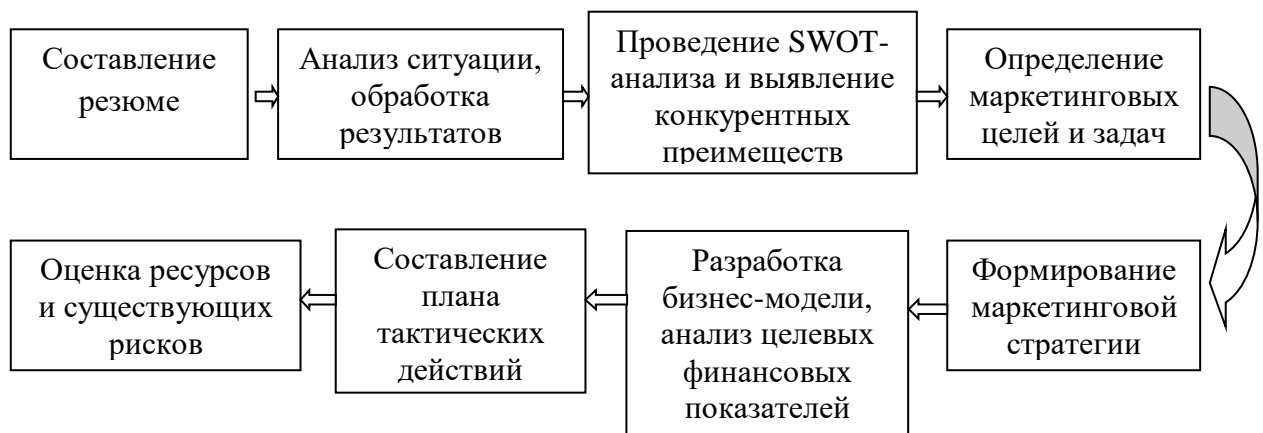 Составление
резюме
Анализ ситуации,
обработка
результатов
Проведение SWOT-
анализа и выявление
конкурентных
преимеществ
Определение
маркетинговых
целей и задач
Формирование
маркетинговой
стратегии
Разработка
бизнес-модели,
анализ целевых
финансовых
показателей
Составление
плана
тактических
действий
Оценка ресурсов
и существующих
рисков